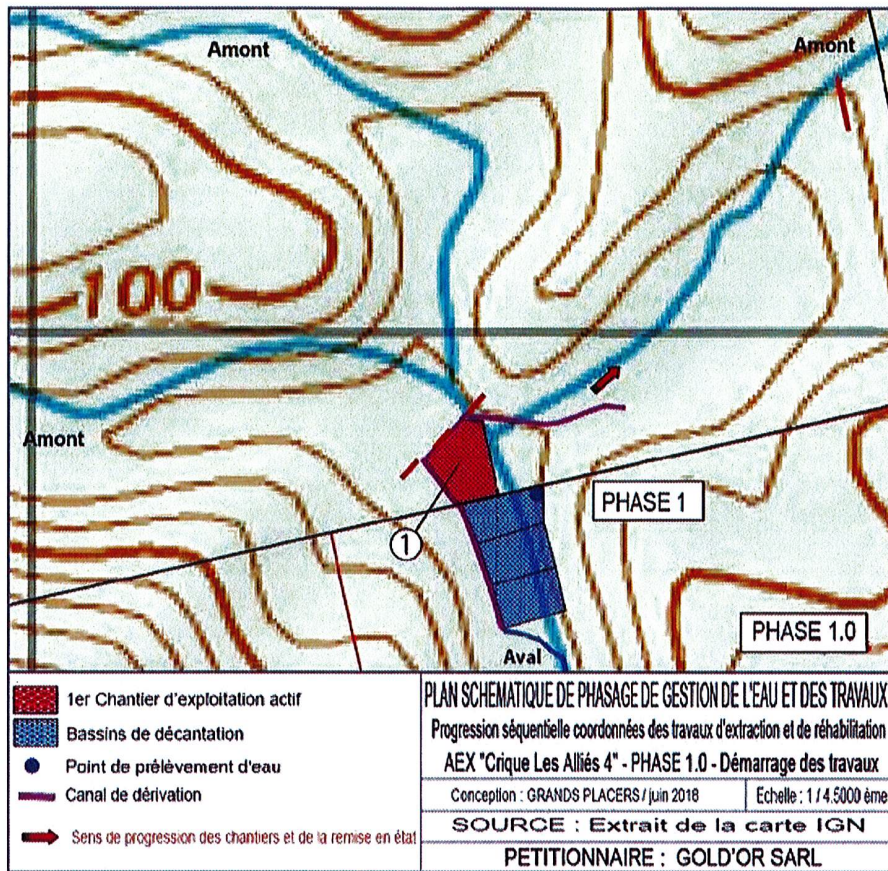 Amont
Amont
100
Amont
PHASE 1
1
PHASE 1.0
Aval
1er Chantier d'exploitation actif
Bassins de décantation
Point de prélèvement d'eau
Canal de dérivation
Sens de progression des chantiers et de la remise en état
PLAN SCHEMATIQUE DE PHASAGE DE GESTION DE L'EAU ET DES TRAVAUX
Progression séquentielle coordonnées des travaux d'extraction et de réhabilitation
AEX "Crique Les Alliés 4" - PHASE 1.0 - Démarrage des travaux
Conception : GRANDS PLACERS / juin 2018
Echelle : 1 / 4.5000 ème
SOURCE : Extrait de la carte IGN
PETITIONNAIRE : GOLD'OR SARL